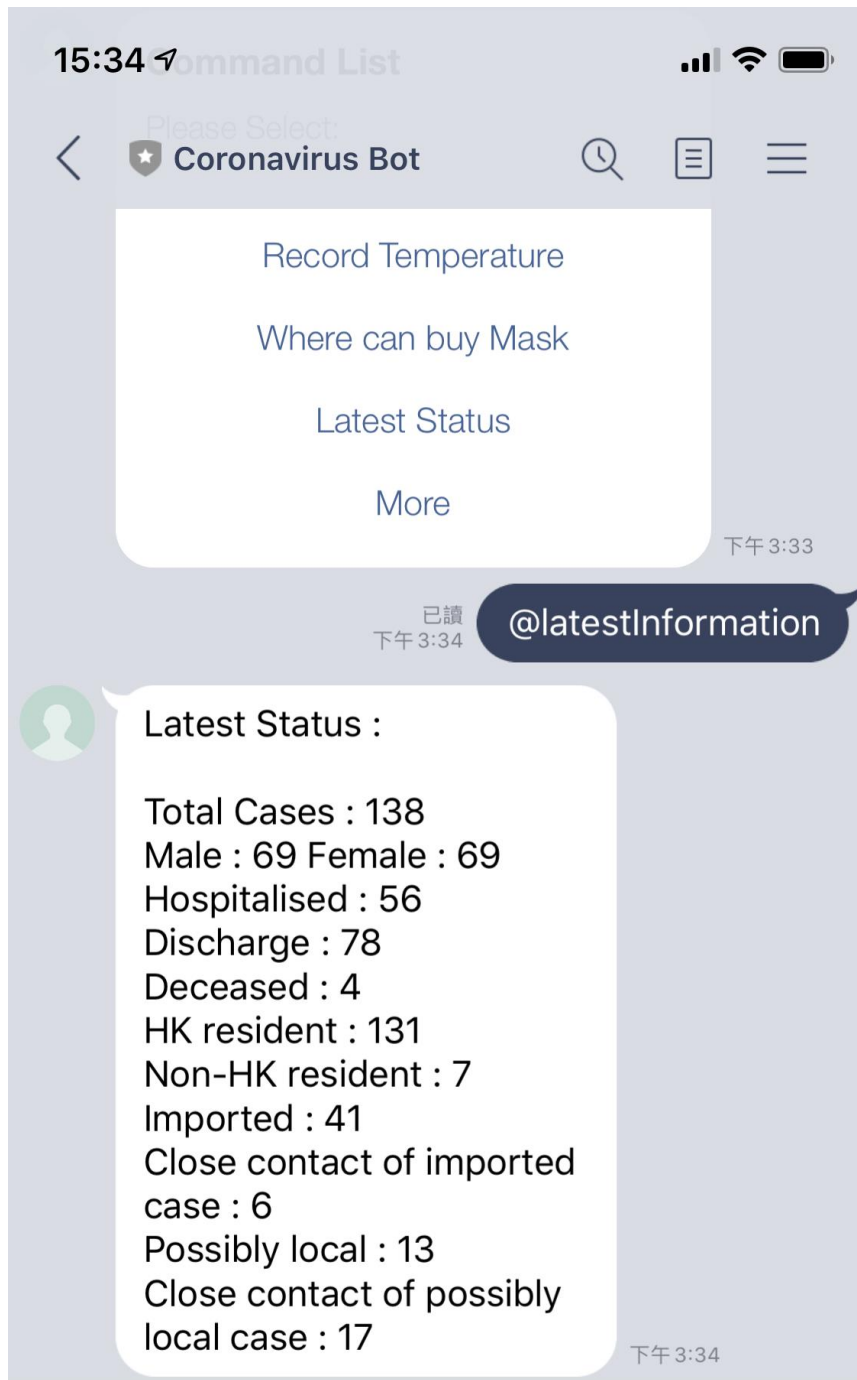 15:34
Command List
Please Select:
Coronavirus Bot
Record Temperature
Where can buy Mask
Latest Status
More
下午 3:33
已讀
下午 3:34
@latestInformation
Latest Status :
Total Cases : 138
Male : 69 Female : 69
Hospitalised : 56
Discharge : 78
Deceased : 4
HK resident : 131
Non-HK resident : 7
Imported : 41
Close contact of imported
case : 6
Possibly local : 13
Close contact of possibly
local case : 17
下午 3:34